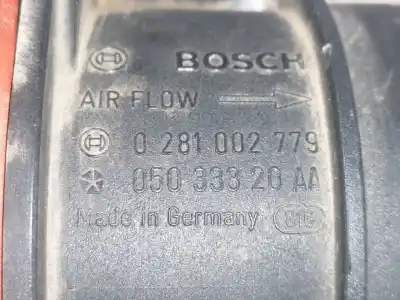 BOSCH
AIR FLOW
0 281 002 779
050 333 20 AA
Made in Germany